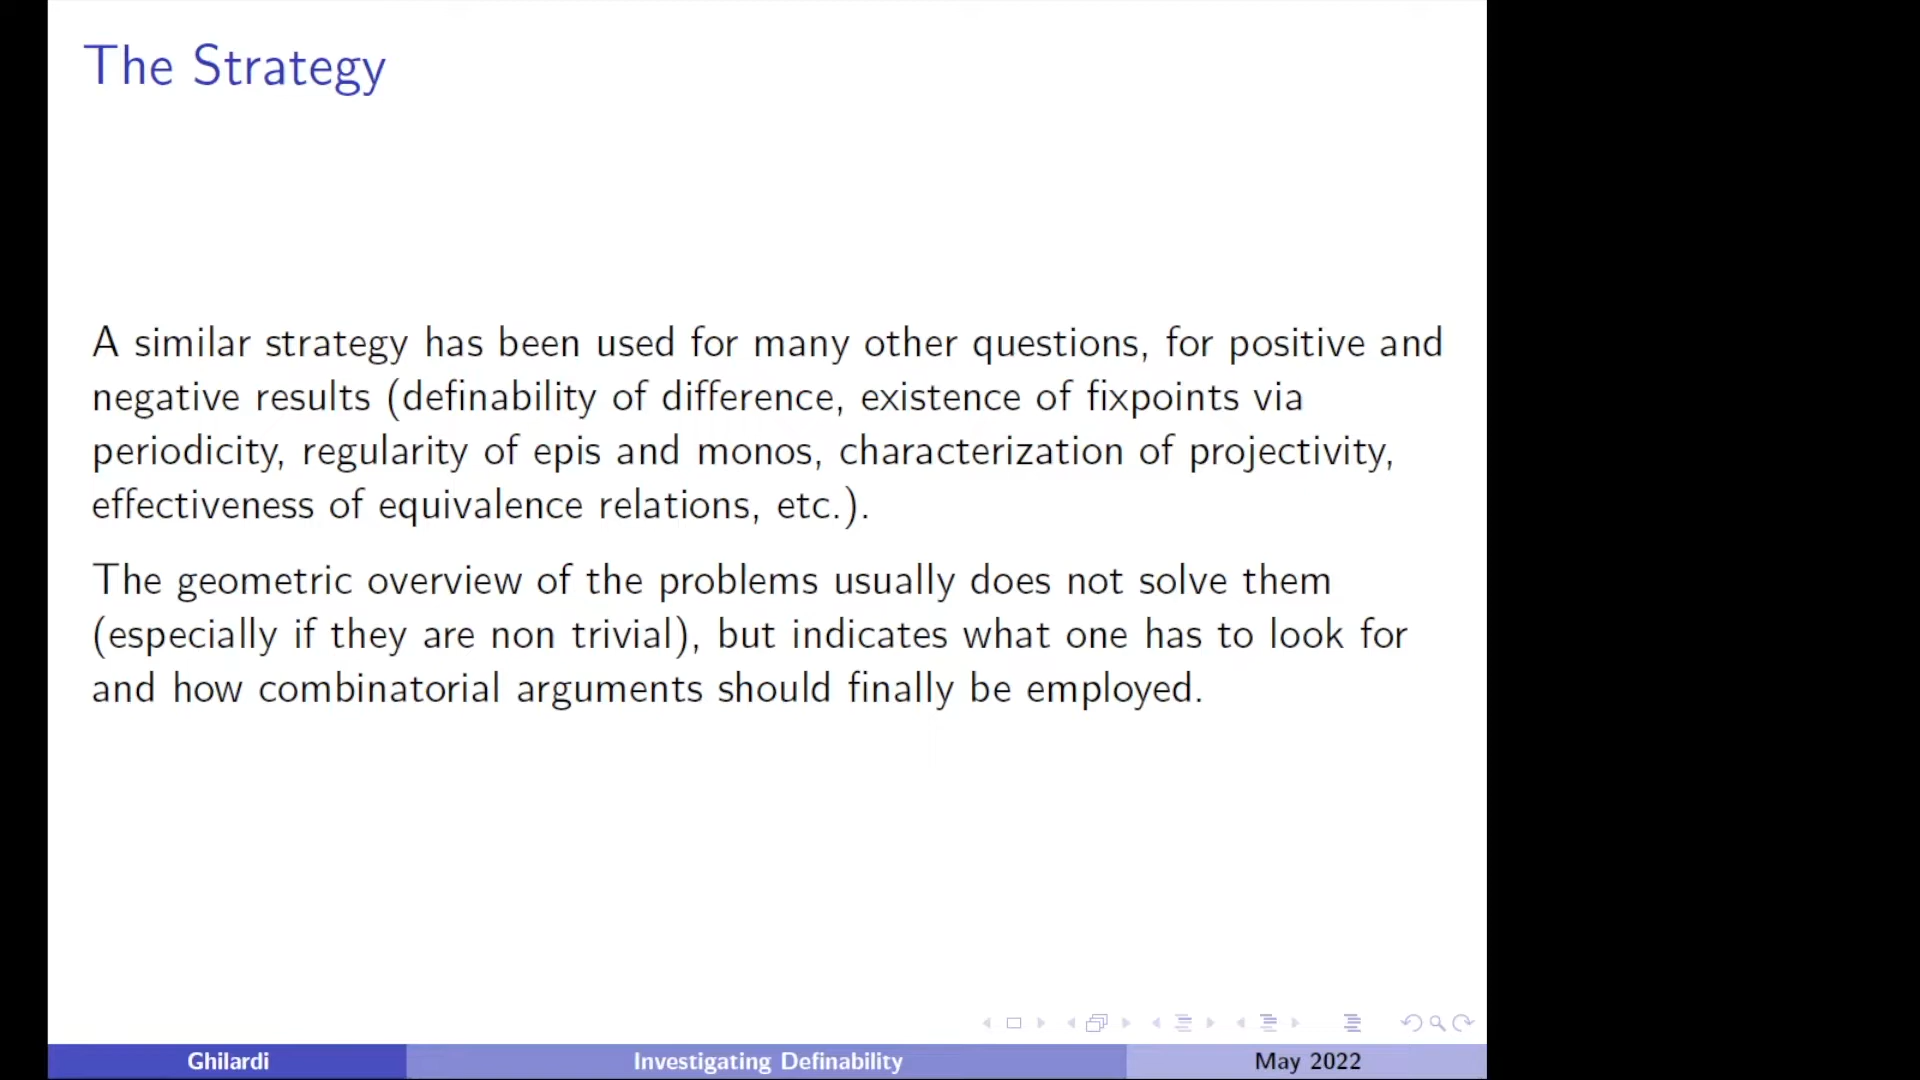 The Strategy
A similar strategy has been used for many other questions, for positive and
negative results (definability of difference, existence of fixpoints via
periodicity, regularity of epis and monos, characterization of projectivity,
effectiveness of equivalence relations, etc.).
The geometric overview of the problems usually does not solve them
(especially if they are non trivial), but indicates what one has to look for
and how combinatorial arguments should finally be employed.
Ghilardi
Investigating Definability
May 2022